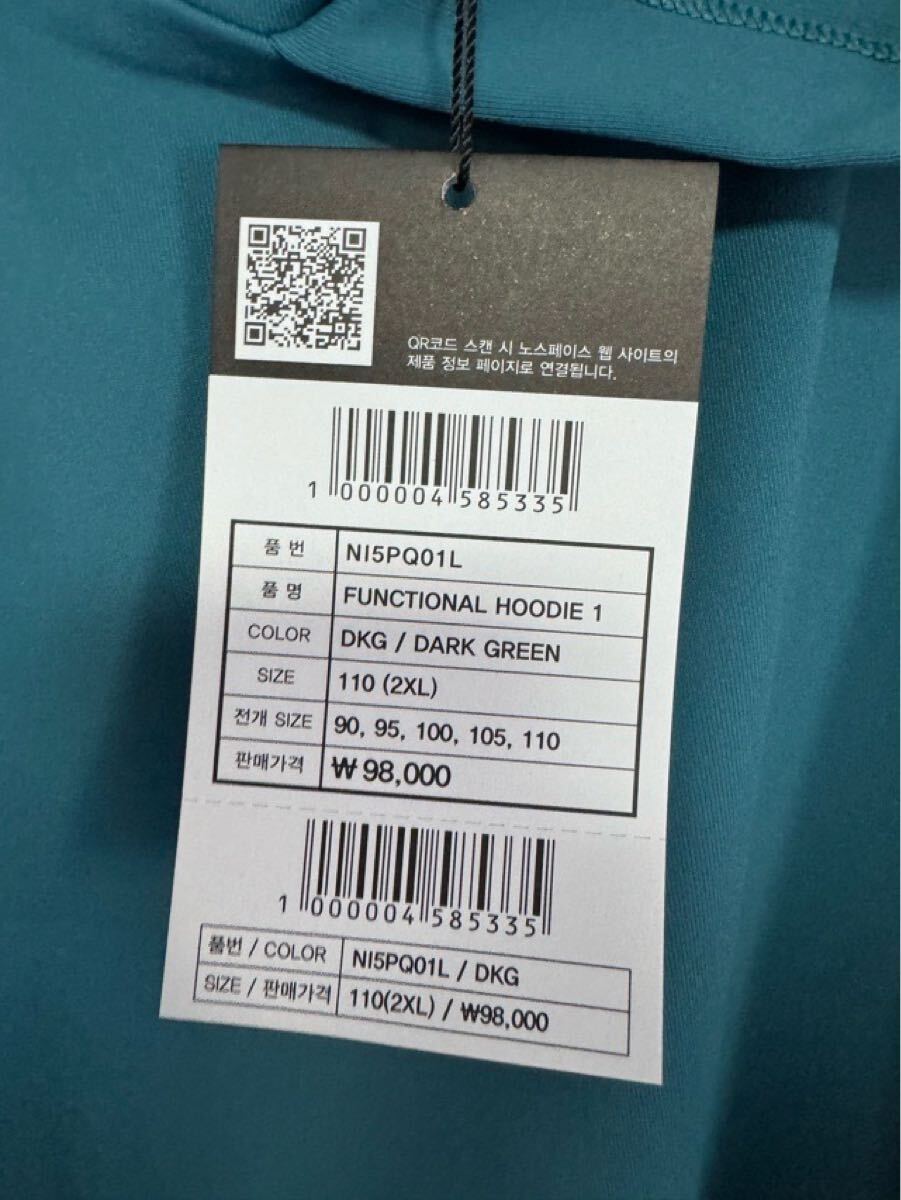 QR코드 스캔 시 노스페이스 웹 사이트의
제품 정보 페이지로 연결됩니다.
1 000004 585335
품 번 NI5PQ01L
품 명 FUNCTIONAL HOODIE 1
COLOR DKG / DARK GREEN
SIZE 110 (2XL)
전개 SIZE 90, 95, 100, 105, 110
판매가격 ₩98,000
1 000004 585335
품번 / COLOR NI5PQ01L / DKG
SIZE / 판매가격 110(2XL) / ₩98,000